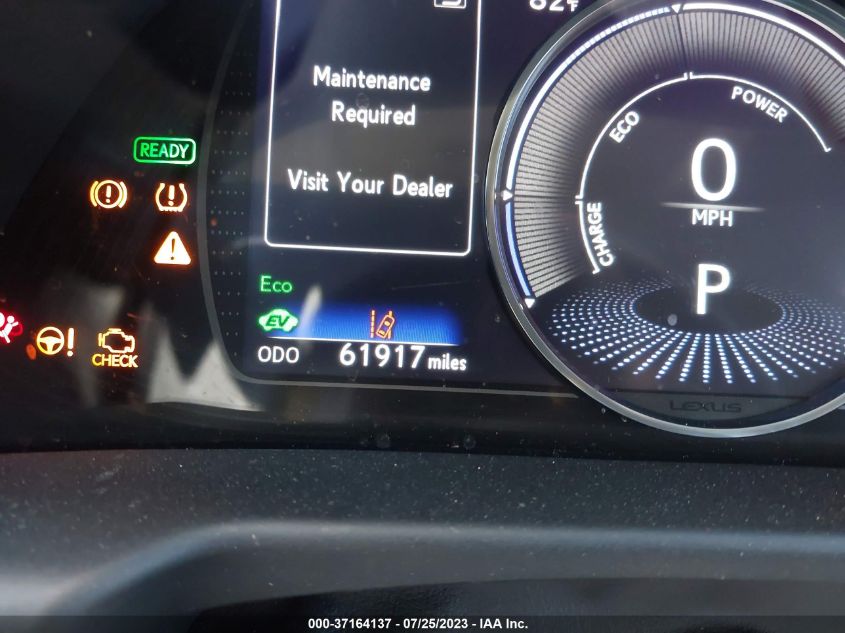 82°F
Maintenance
Required
Visit Your Dealer
READY
Eco
EV
ODO 61917 miles
CHECK
CHARGE
ECO
POWER
0
MPH
P
LEXUS
000-37164137 - 07/25/2023 - IAA Inc.